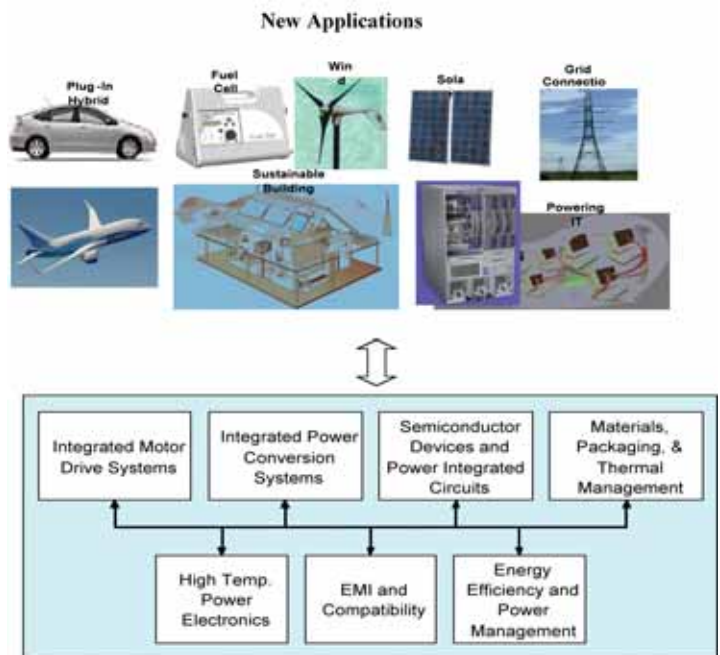 New Applications
Plug-In
Hybrid
Fuel
Cell
Win
d
Sola
Grid
Connectio
Sustainable
Building
Powering
IT
Integrated Motor
Drive Systems
Integrated Power
Conversion
Systems
Semiconductor
Devices and
Power Integrated
Circuits
Materials,
Packaging, &
Thermal
Management
High Temp.
Power
Electronics
EMI and
Compatibility
Energy
Efficiency and
Power
Management